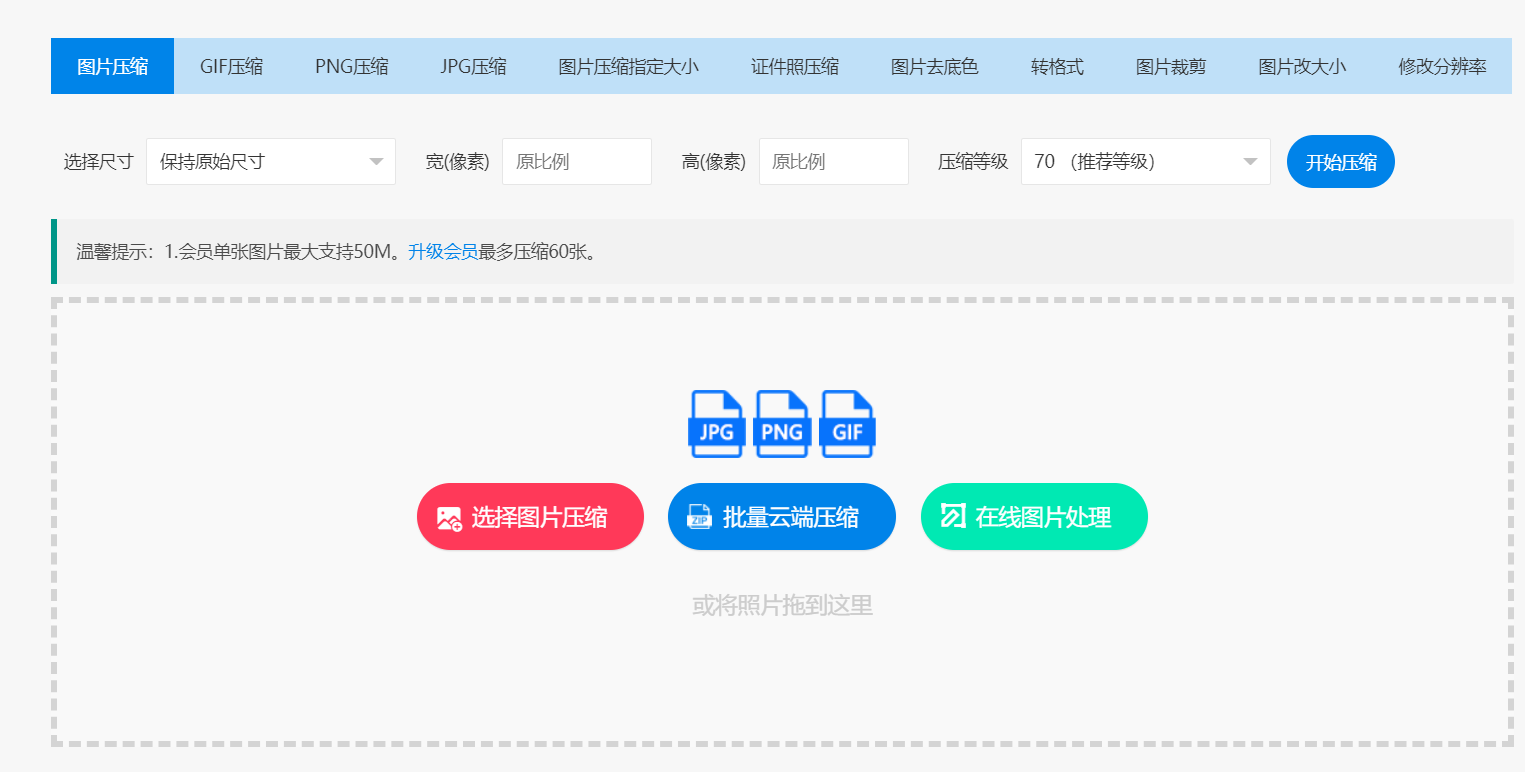 图片压缩 GIF压缩 PNG压缩 JPG压缩 图片压缩指定大小 证件照压缩 图片去底色 转格式 图片裁剪 图片改大小 修改分辨率
选择尺寸 保持原始尺寸 宽(像素) 原比例 高(像素) 原比例 压缩等级 70 （推荐等级） 开始压缩
温馨提示：1.会员单张图片最大支持50M。升级会员最多压缩60张。
JPG PNG GIF
选择图片压缩 ZIP 批量云端压缩 在线图片处理
或将照片拖到这里